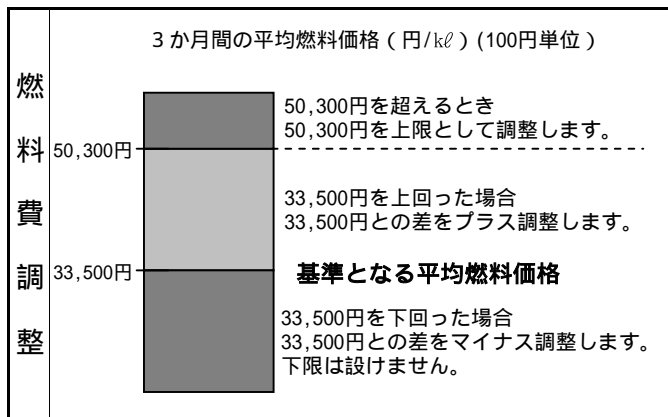 燃料費調整
3か月間の平均燃料価格(円/㎘)(100円単位)
50,300円を超えるとき
50,300円を上限として調整します。
50,300円
33,500円を上回った場合
33,500円との差をプラス調整します。
33,500円
基準となる平均燃料価格
33,500円を下回った場合
33,500円との差をマイナス調整します。
下限は設けません。